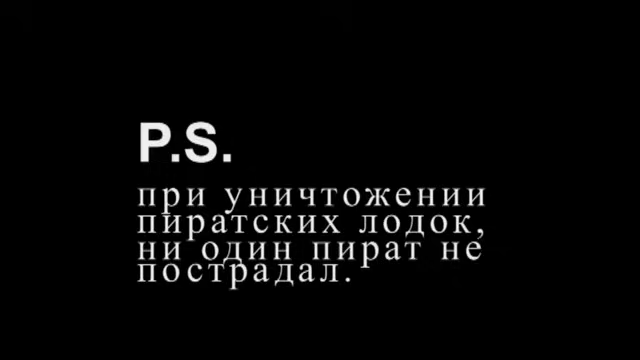 P.S.
при уничтожении
пиратских лодок,
ни один пират не
пострадал.